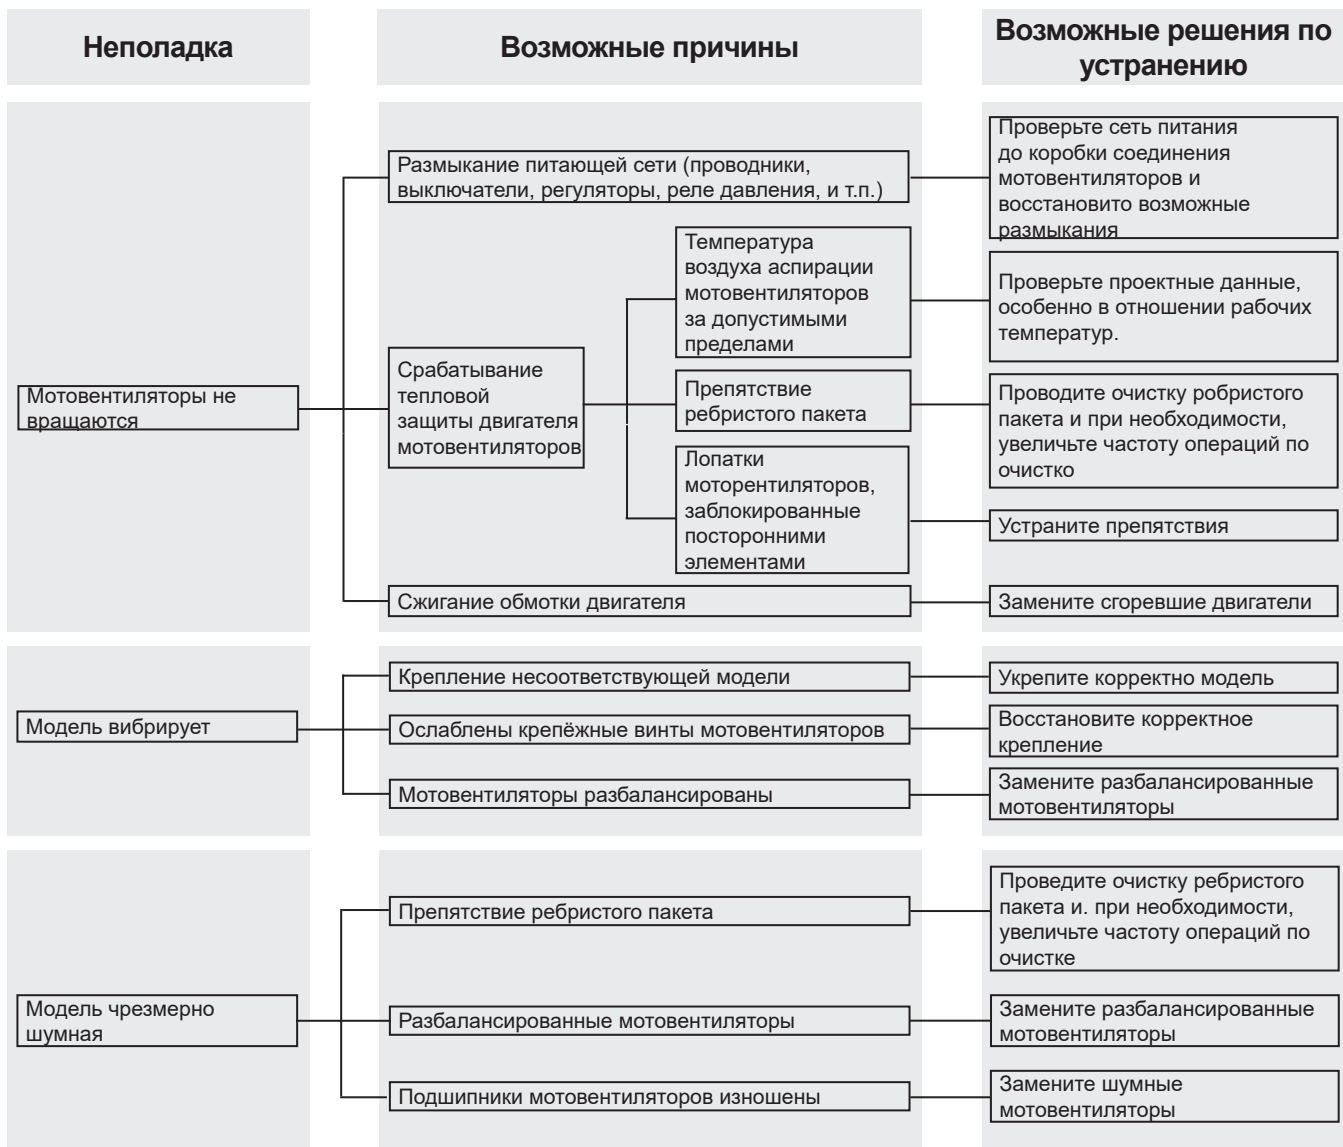 Неполадка
Возможные причины
Возможные решения по
устранению
Мотовентиляторы не
вращаются
Размыкание питающей сети (проводники,
выключатели, регуляторы, реле давления, и т.п.)
Проверьте сеть питания
до коробки соединения
мотовентиляторов и
восстановито возможные
размыкания
Срабатывание
тепловой
защиты двигателя
мотовентиляторов
Температура
воздуха аспирации
мотовентиляторов
за допустимыми
пределами
Проверьте проектные данные,
особенно в отношении рабочих
температур.
Препятствие
ребристого пакета
Проводите очистку робристого
пакета и при необходимости,
увеличьте частоту операций по
очистко
Лопатки
моторентиляторов,
заблокированные
посторонними
элементами
Устраните препятствия
Сжигание обмотки двигателя
Замените сгоревшие двигатели
Модель вибрирует
Крепление несоответствующей модели
Укрепите корректно модель
Ослаблены крепёжные винты мотовентиляторов
Восстановите корректное
крепление
Мотовентиляторы разбалансированы
Замените разбалансированные
мотовентиляторы
Модель чрезмерно
шумная
Препятствие ребристого пакета
Проведите очистку ребристого
пакета и. при необходимости,
увеличьте частоту операций по
очистке
Разбалансированные мотовентиляторы
Замените разбалансированные
мотовентиляторы
Подшипники мотовентиляторов изношены
Замените шумные
мотовентиляторы